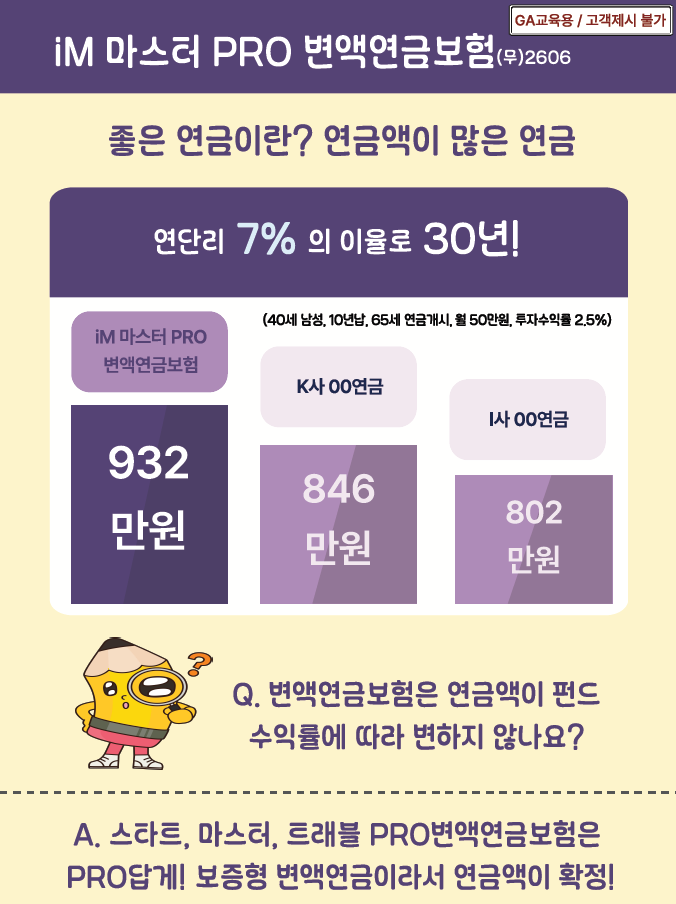 GA교육용 / 고객제시 불가
iM 마스터 PRO 변액연금보험(무)2606
좋은 연금이란? 연금액이 많은 연금
연단리 7% 의 이율로 30년!
(40세 남성, 10년납, 65세 연금개시, 월 50만원, 투자수익률 2.5%)
iM 마스터 PRO
변액연금보험
K사 00연금
I사 00연금
932
만원
846
만원
802
만원
?
Q. 변액연금보험은 연금액이 펀드
수익률에 따라 변하지 않나요?
A. 스타트, 마스터, 트래블 PRO변액연금보험은
PRO답게! 보증형 변액연금이라서 연금액이 확정!